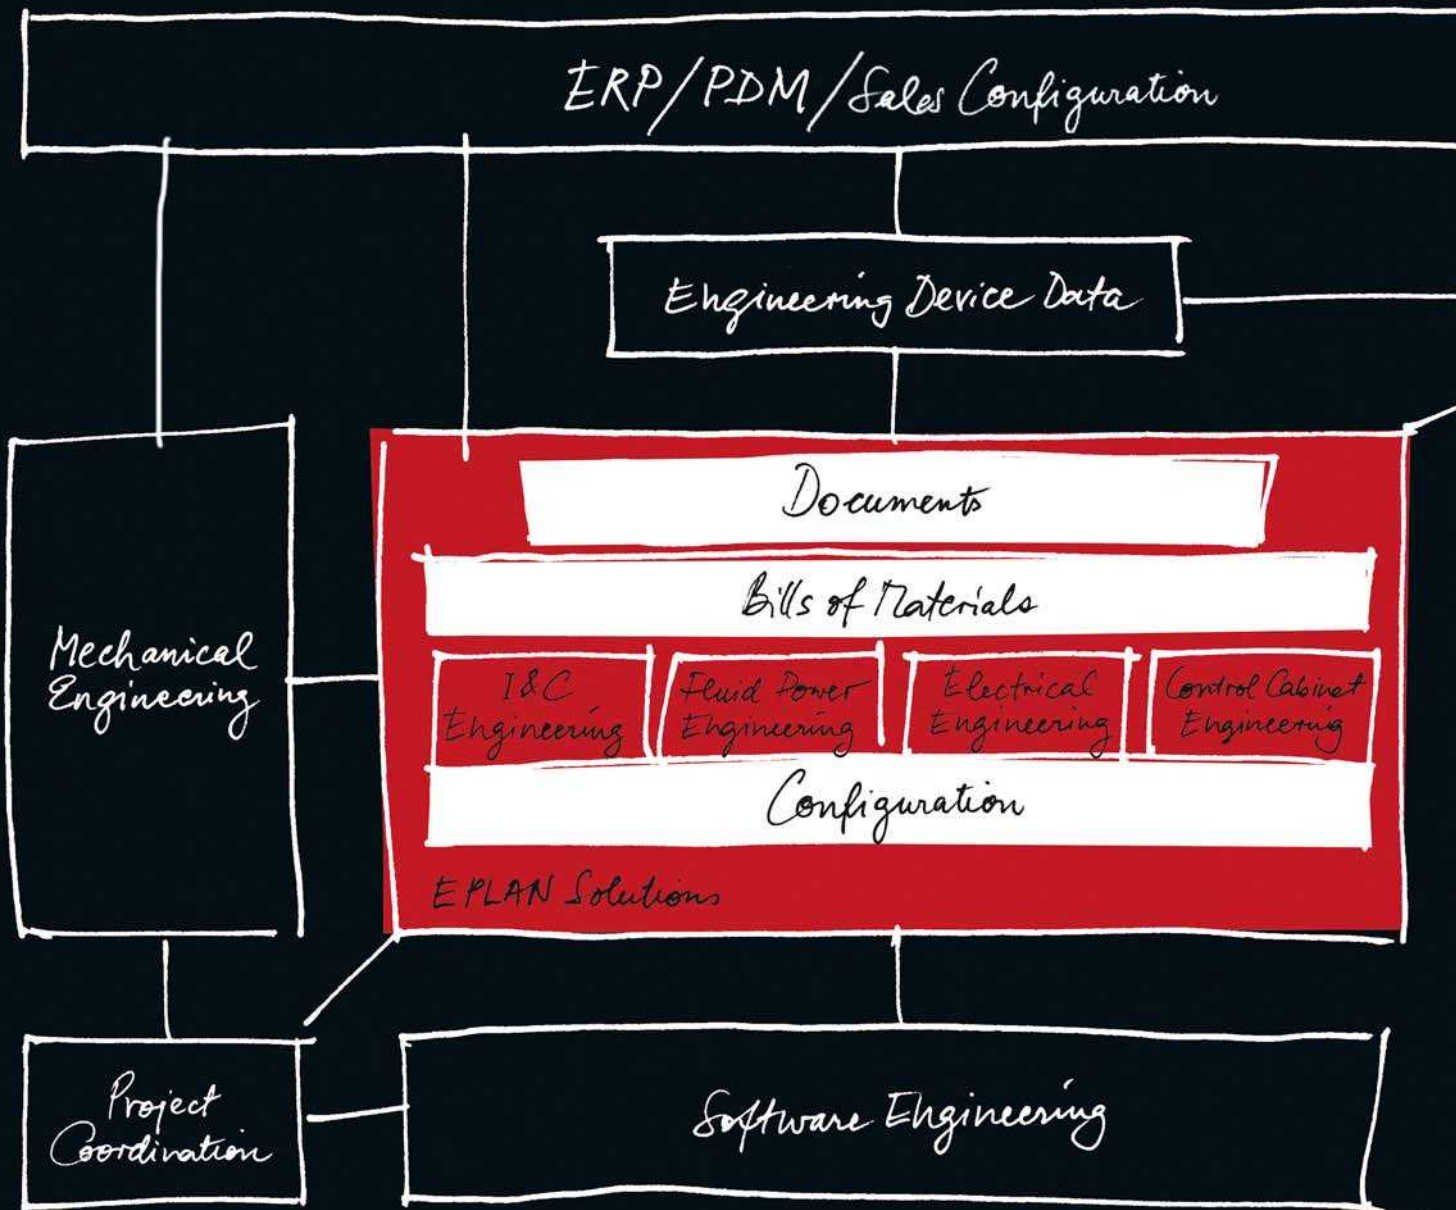 ERP/PDM/Sales Configuration
Engineering Device Data
Documents
Bills of Materials
Mechanical
Engineering
I&C
Engineering
Fluid Power
Engineering
Electrical
Engineering
Control Cabinet
Engineering
Configuration
EPLAN Solutions
Project
Coordination
Software Engineering